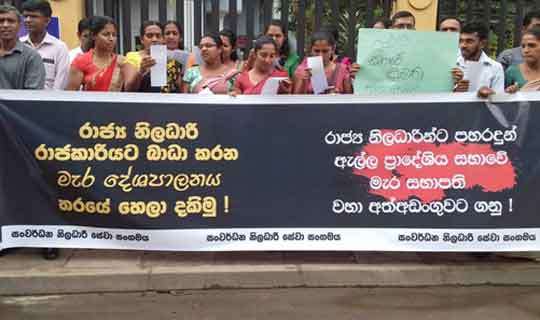 රාජ්‍ය නිලධාරී
රාජකාරියට බාධා කරන
මැර දේශපාලනය
තරයේ හෙලා දකිමු !
රාජ්‍ය නිලධාරීන්ට පහරදුන්
ඇල්ල ප්‍රාදේශීය සභාවේ
මැර සභාපති
වහා අත්අඩංගුවට ගනු !
සංවර්ධන නිලධාරී සේවා සංගමය
සංවර්ධන නිලධාරී සේවා සංගමය
සංවර්ධන නිලධාරී සේවා සංගමය